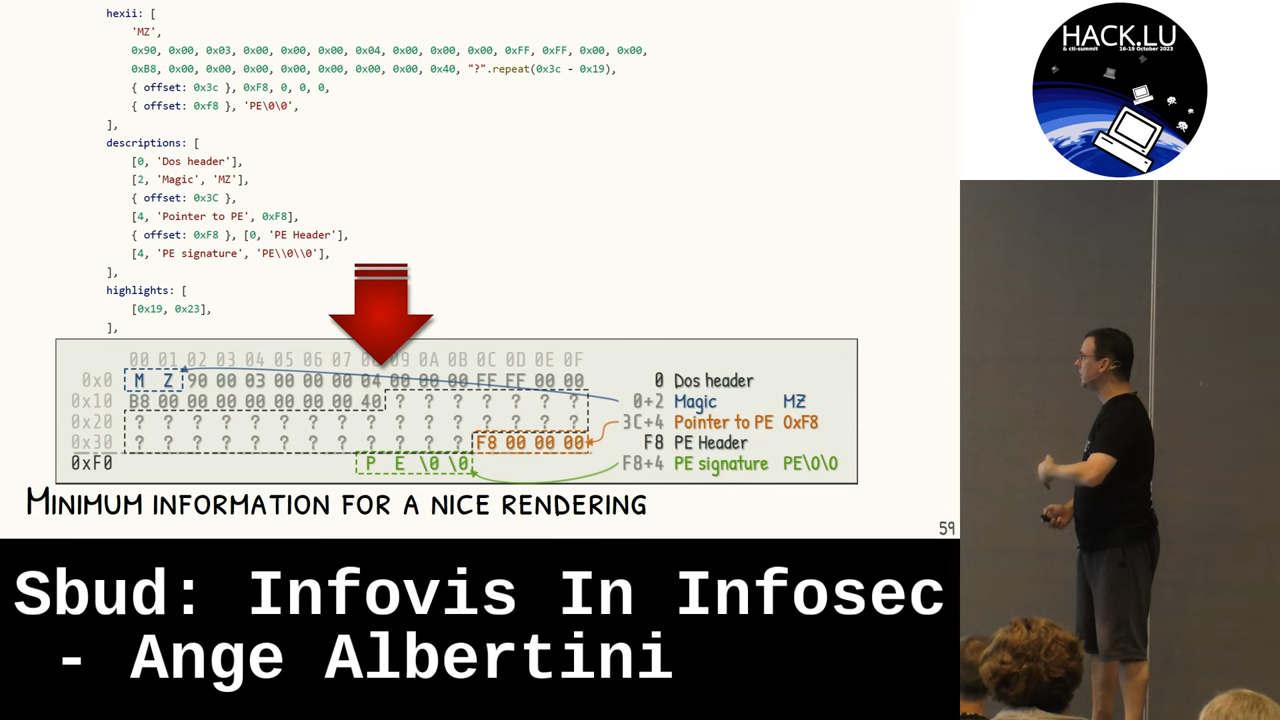 hexii: [
'MZ',
0x90, 0x00, 0x03, 0x00, 0x00, 0x00, 0x04, 0x00, 0x00, 0x00, 0xFF, 0xFF, 0x00, 0x00,
0xB8, 0x00, 0x00, 0x00, 0x00, 0x00, 0x00, 0x00, 0x40, "?".repeat(0x3c - 0x19),
{ offset: 0x3c }, 0xF8, 0, 0, 0,
{ offset: 0xf8 }, 'PE\0\0',
],
descriptions: [
[0, 'Dos header'],
[2, 'Magic', 'MZ'],
{ offset: 0x3C },
[4, 'Pointer to PE', 0xF8],
{ offset: 0xF8 }, [0, 'PE Header'],
[4, 'PE signature', 'PE\\0\\0'],
],
highlights: [
[0x19, 0x23],
],
00 01 02 03 04 05 06 07 08 09 0A 0B 0C 0D 0E 0F
0x0 M Z 90 00 03 00 00 00 04 00 00 00 FF FF 00 00 0 Dos header
0x10 B8 00 00 00 00 00 00 00 40 ? ? ? ? ? ? ? 0+2 Magic MZ
0x20 ? ? ? ? ? ? ? ? ? ? ? ? ? ? ? ? 3C+4 Pointer to PE 0xF8
0x30 ? ? ? ? ? ? ? ? ? ? ? ? F8 00 00 00 F8 PE Header
0xF0 P E \0 \0 F8+4 PE signature PE\0\0
MINIMUM INFORMATION FOR A NICE RENDERING
59
HACK.LU
& cti-summit 16-19 October 2023
Sbud: Infovis In Infosec
- Ange Albertini